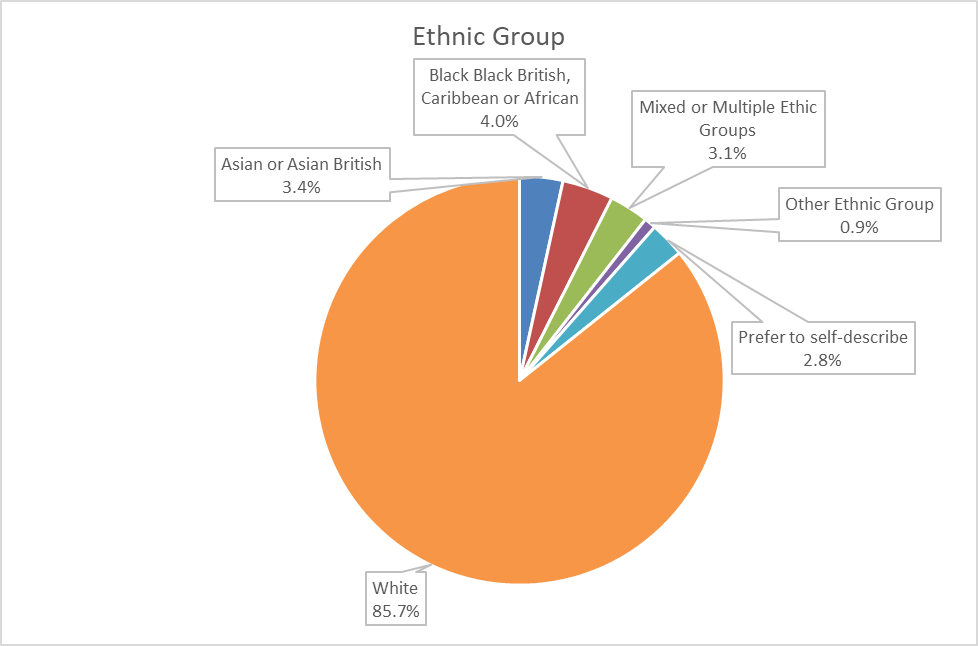 Ethnic Group
Black Black British,
Caribbean or African
4.0%
Mixed or Multiple Ethic
Groups
3.1%
Asian or Asian British
3.4%
Other Ethnic Group
0.9%
Prefer to self-describe
2.8%
White
85.7%